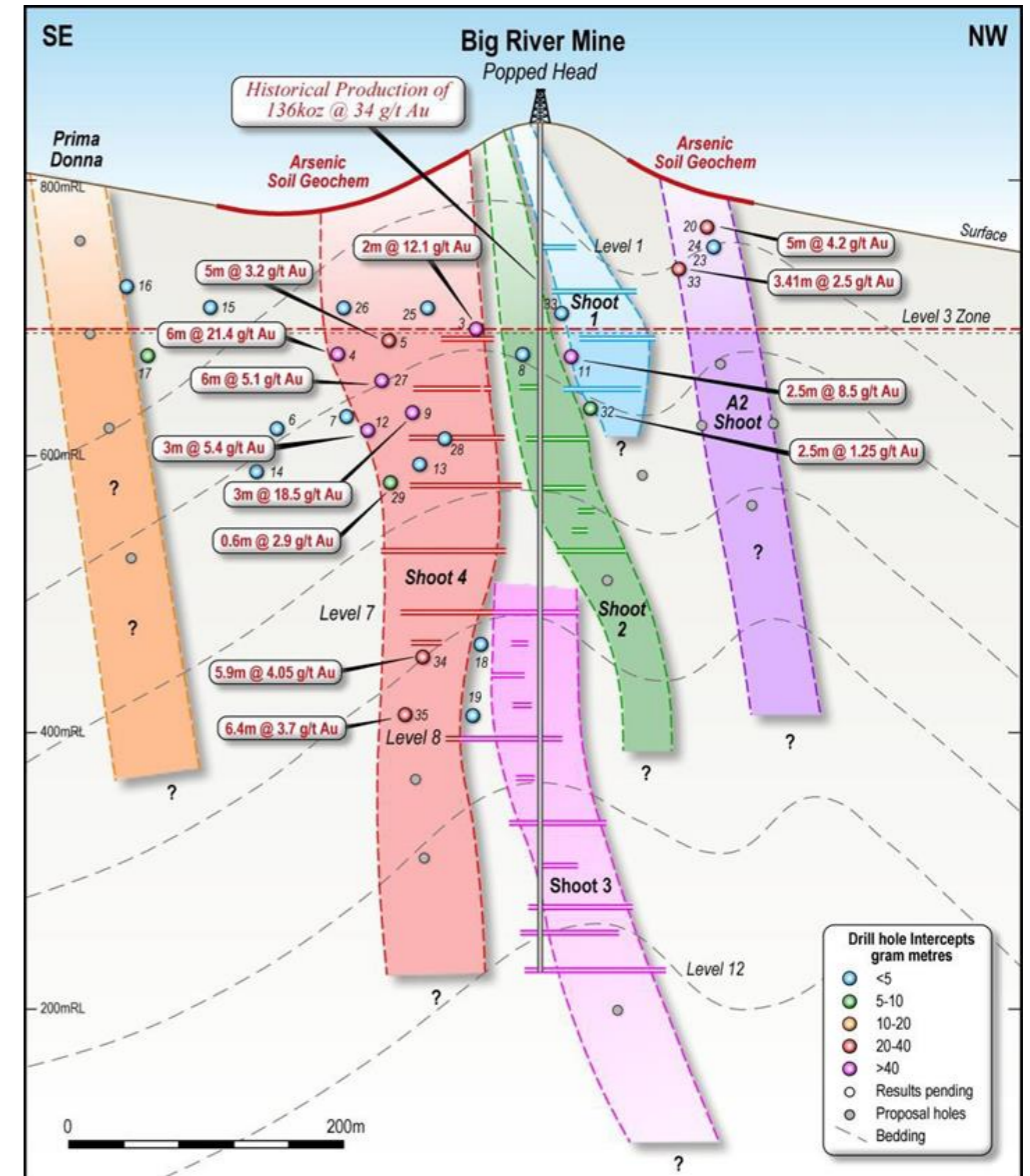 SE
Big River Mine
Popped Head
NW
Historical Production of
136koz @ 34 g/t Au
Prima
Donna
Arsenic
Soil Geochem
Arsenic
Soil Geochem
800mRL
Surface
20
5m @ 4.2 g/t Au
24
23
33
3.41m @ 2.5 g/t Au
Level 1
2m @ 12.1 g/t Au
5m @ 3.2 g/t Au
16
15
26
25
3
33
Shoot
1
Level 3 Zone
6m @ 21.4 g/t Au
5
4
17
8
11
2.5m @ 8.5 g/t Au
6m @ 5.1 g/t Au
27
A2
Shoot
6
7
12
9
32
2.5m @ 1.25 g/t Au
3m @ 5.4 g/t Au
28
?
600mRL
14
13
3m @ 18.5 g/t Au
29
?
0.6m @ 2.9 g/t Au
?
Shoot 4
Level 7
Shoot
2
?
18
5.9m @ 4.05 g/t Au
34
19
6.4m @ 3.7 g/t Au
35
Level 8
400mRL
?
?
?
Shoot 3
Level 12
?
200mRL
?
Drill hole Intercepts
gram metres
<5
5-10
10-20
20-40
>40
Results pending
Proposal holes
Bedding
0
200m